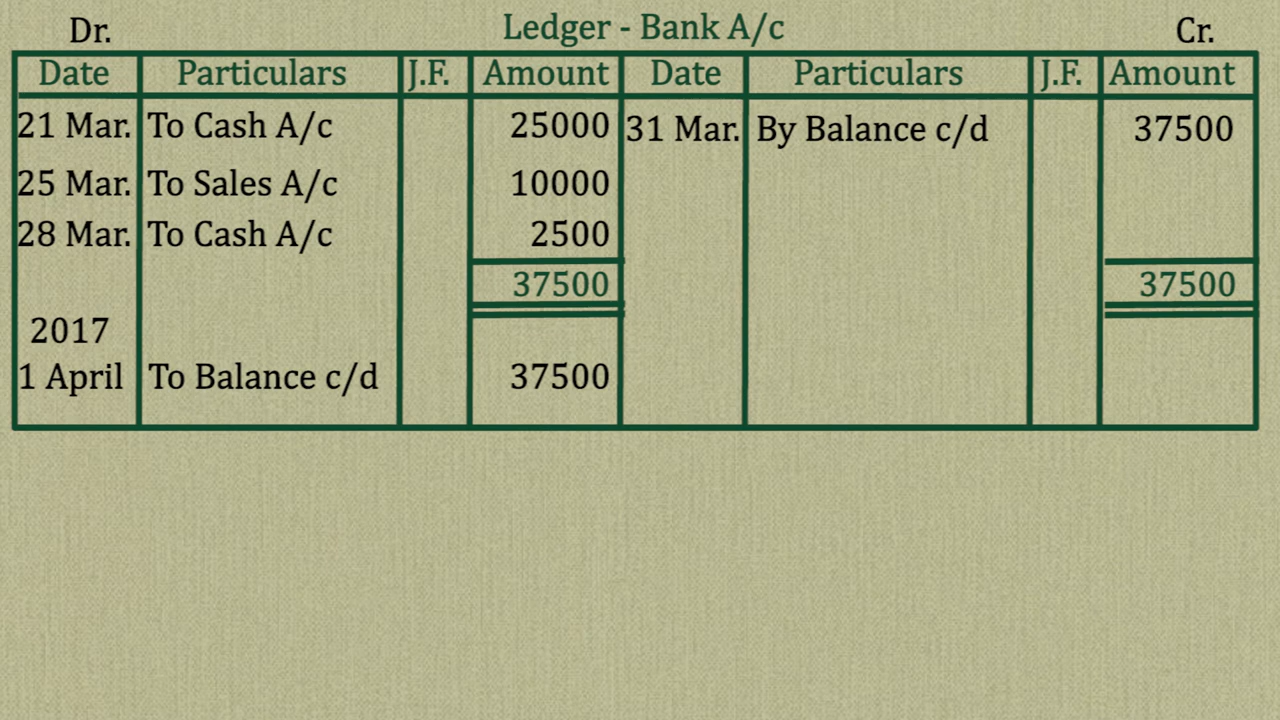 Dr. Ledger - Bank A/c Cr.
Date Particulars J.F. Amount Date Particulars J.F. Amount
21 Mar. To Cash A/c 25000 31 Mar. By Balance c/d 37500
25 Mar. To Sales A/c 10000
28 Mar. To Cash A/c 2500
37500 37500
2017
1 April To Balance c/d 37500